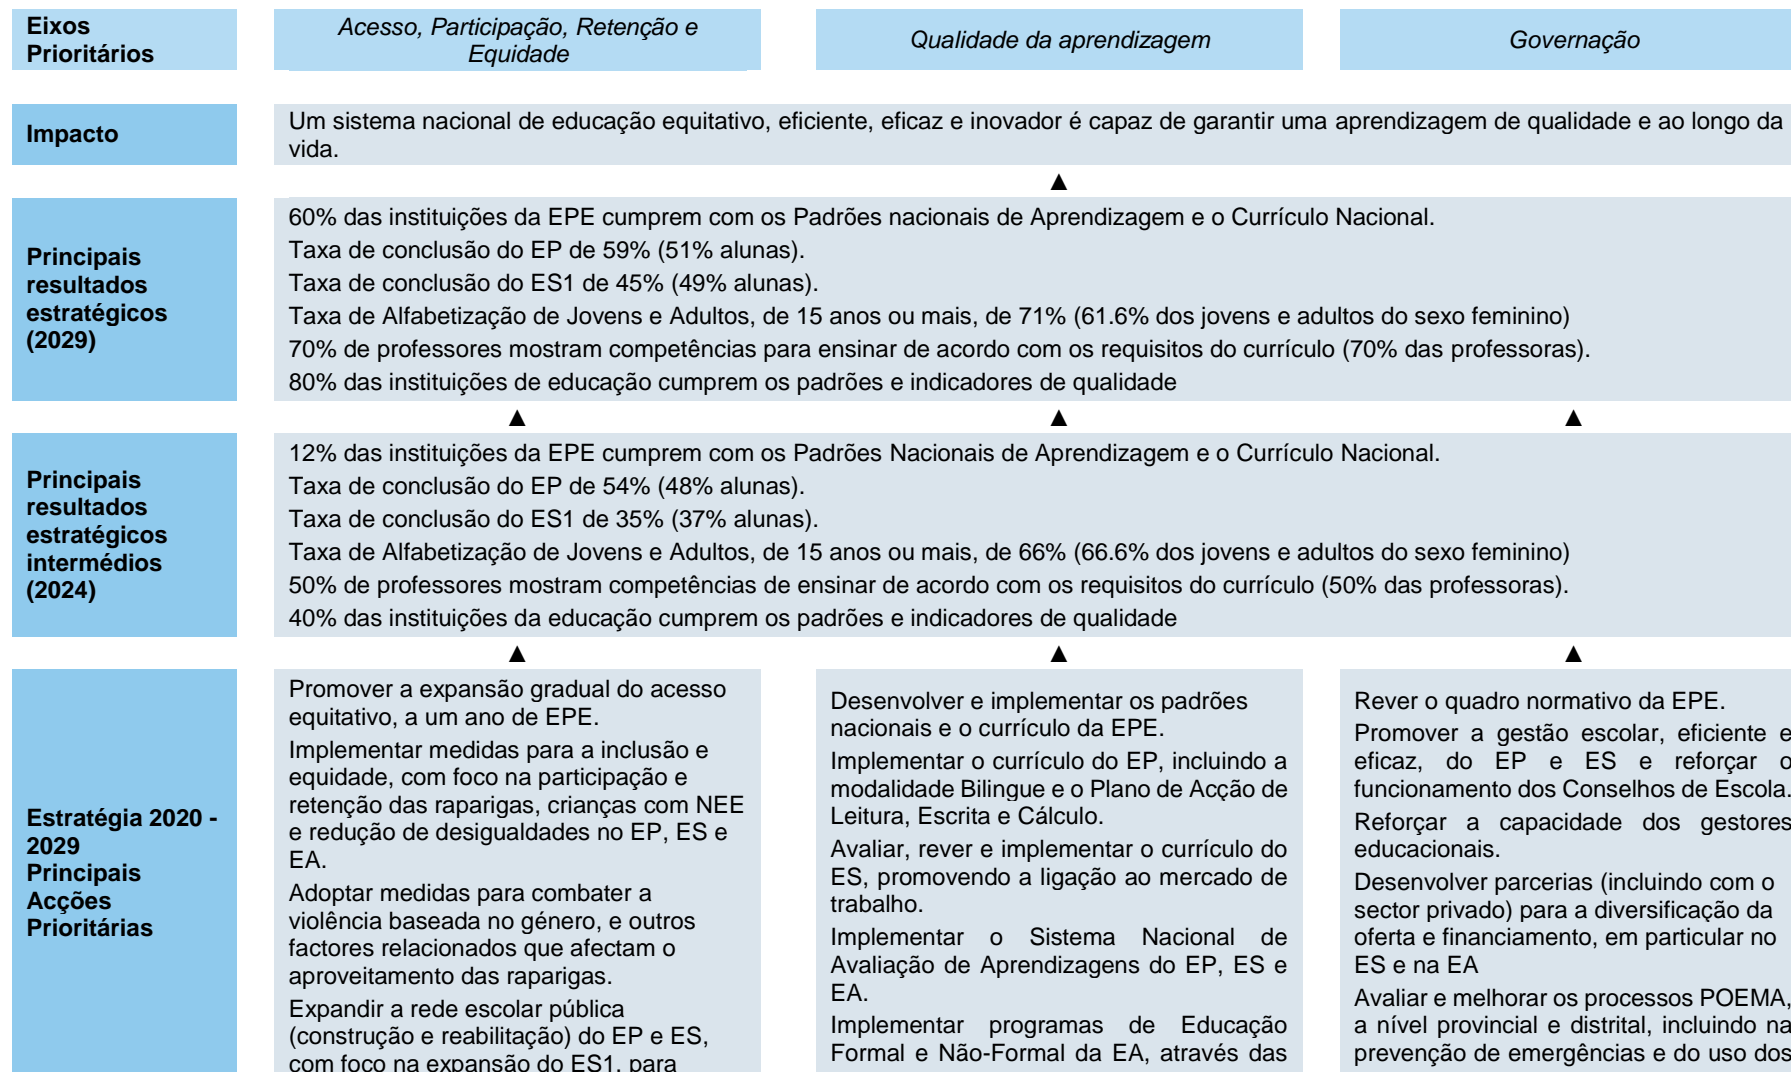 Eixos
Prioritários
Acesso, Participação, Retenção e
Equidade
Qualidade da aprendizagem
Governação
Impacto
Um sistema nacional de educação equitativo, eficiente, eficaz e inovador é capaz de garantir uma aprendizagem de qualidade e ao longo da
vida.
▲
Principais
resultados
estratégicos
(2029)
60% das instituições da EPE cumprem com os Padrões nacionais de Aprendizagem e o Currículo Nacional.
Taxa de conclusão do EP de 59% (51% alunas).
Taxa de conclusão do ES1 de 45% (49% alunas).
Taxa de Alfabetização de Jovens e Adultos, de 15 anos ou mais, de 71% (61.6% dos jovens e adultos do sexo feminino)
70% de professores mostram competências para ensinar de acordo com os requisitos do currículo (70% das professoras).
80% das instituições de educação cumprem os padrões e indicadores de qualidade
▲ ▲ ▲
Principais
resultados
estratégicos
intermédios
(2024)
12% das instituições da EPE cumprem com os Padrões Nacionais de Aprendizagem e o Currículo Nacional.
Taxa de conclusão do EP de 54% (48% alunas).
Taxa de conclusão do ES1 de 35% (37% alunas).
Taxa de Alfabetização de Jovens e Adultos, de 15 anos ou mais, de 66% (66.6% dos jovens e adultos do sexo feminino)
50% de professores mostram competências de ensinar de acordo com os requisitos do currículo (50% das professoras).
40% das instituições da educação cumprem os padrões e indicadores de qualidade
▲ ▲ ▲
Estratégia 2020 -
2029
Principais
Acções
Prioritárias
Promover a expansão gradual do acesso
equitativo, a um ano de EPE.
Implementar medidas para a inclusão e
equidade, com foco na participação e
retenção das raparigas, crianças com NEE
e redução de desigualdades no EP, ES e
EA.
Adoptar medidas para combater a
violência baseada no género, e outros
factores relacionados que afectam o
aproveitamento das raparigas.
Expandir a rede escolar pública
(construção e reabilitação) do EP e ES,
com foco na expansão do ES1, para
Desenvolver e implementar os padrões
nacionais e o currículo da EPE.
Implementar o currículo do EP, incluindo a
modalidade Bilingue e o Plano de Acção de
Leitura, Escrita e Cálculo.
Avaliar, rever e implementar o currículo do
ES, promovendo a ligação ao mercado de
trabalho.
Implementar o Sistema Nacional de
Avaliação de Aprendizagens do EP, ES e
EA.
Implementar programas de Educação
Formal e Não-Formal da EA, através das
Rever o quadro normativo da EPE.
Promover a gestão escolar, eficiente e
eficaz, do EP e ES e reforçar o
funcionamento dos Conselhos de Escola.
Reforçar a capacidade dos gestores
educacionais.
Desenvolver parcerias (incluindo com o
sector privado) para a diversificação da
oferta e financiamento, em particular no
ES e na EA
Avaliar e melhorar os processos POEMA,
a nível provincial e distrital, incluindo na
prevenção de emergências e do uso dos